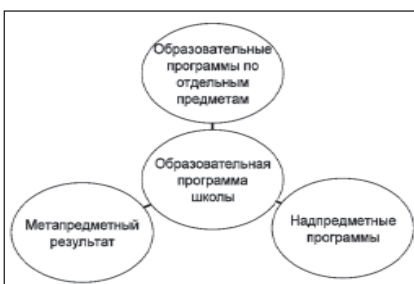 Образовательные
программы по
отдельным
предметам
Образовательная
программа
школы
Метапредметный
результат
Надпредметные
программы